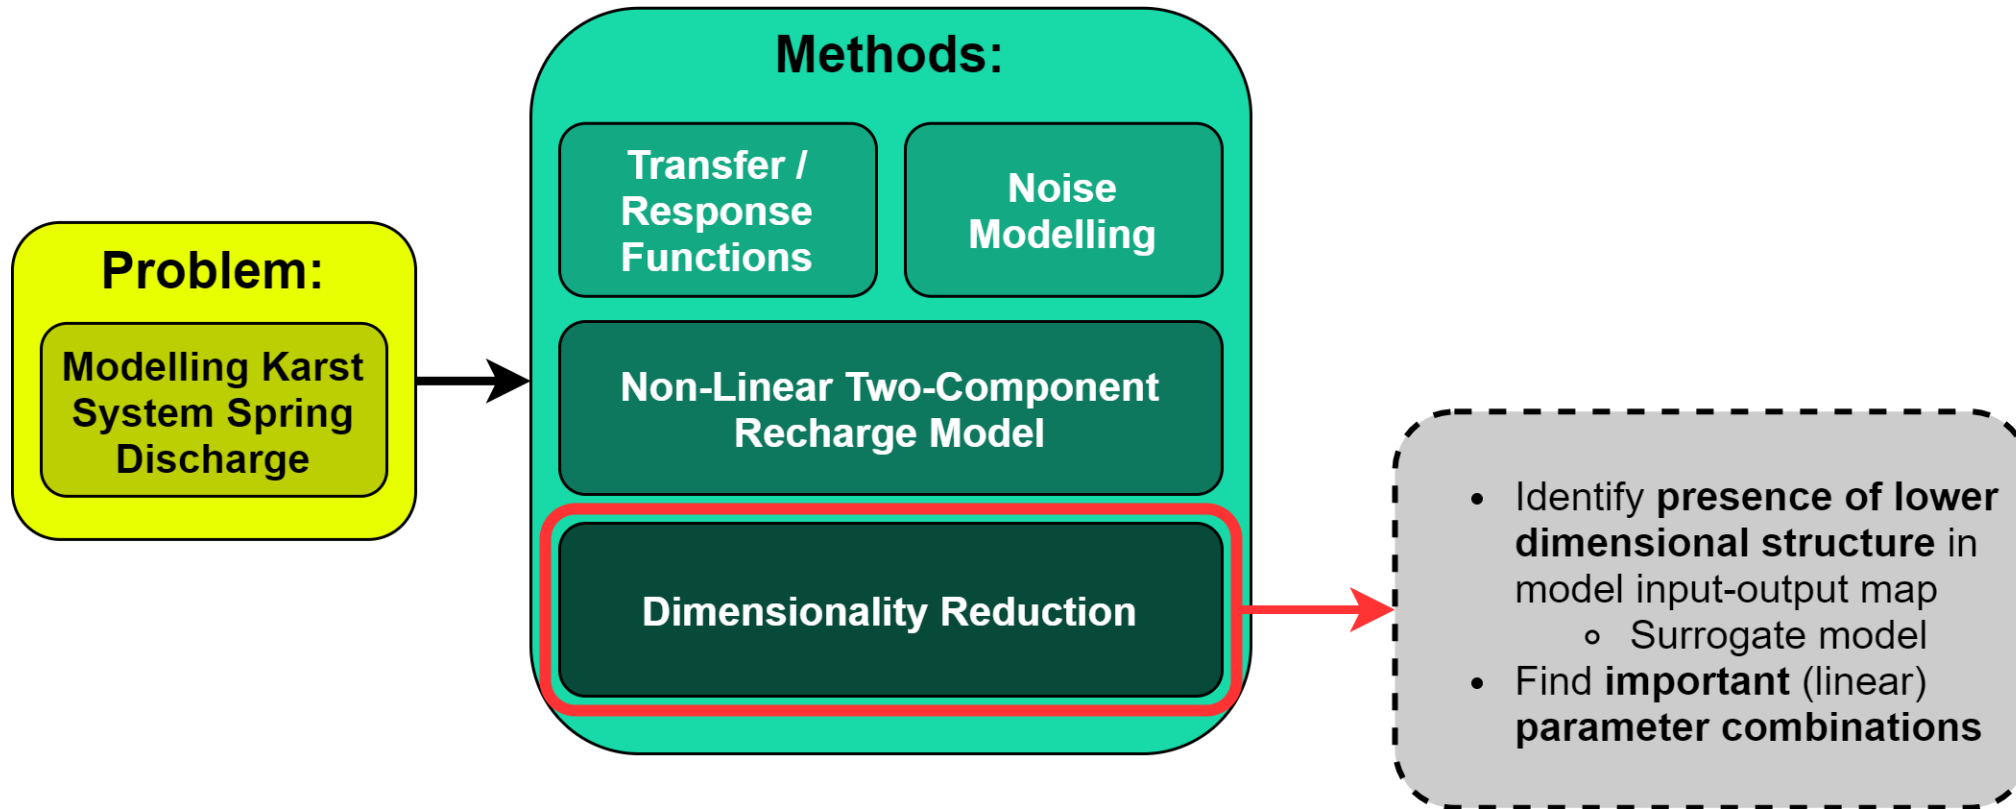 Problem:
Modelling Karst
System Spring
Discharge
Methods:
Transfer /
Response
Functions
Noise
Modelling
Non-Linear Two-Component
Recharge Model
Dimensionality Reduction
• Identify presence of lower
dimensional structure in
model input-output map
◦ Surrogate model
• Find important (linear)
parameter combinations